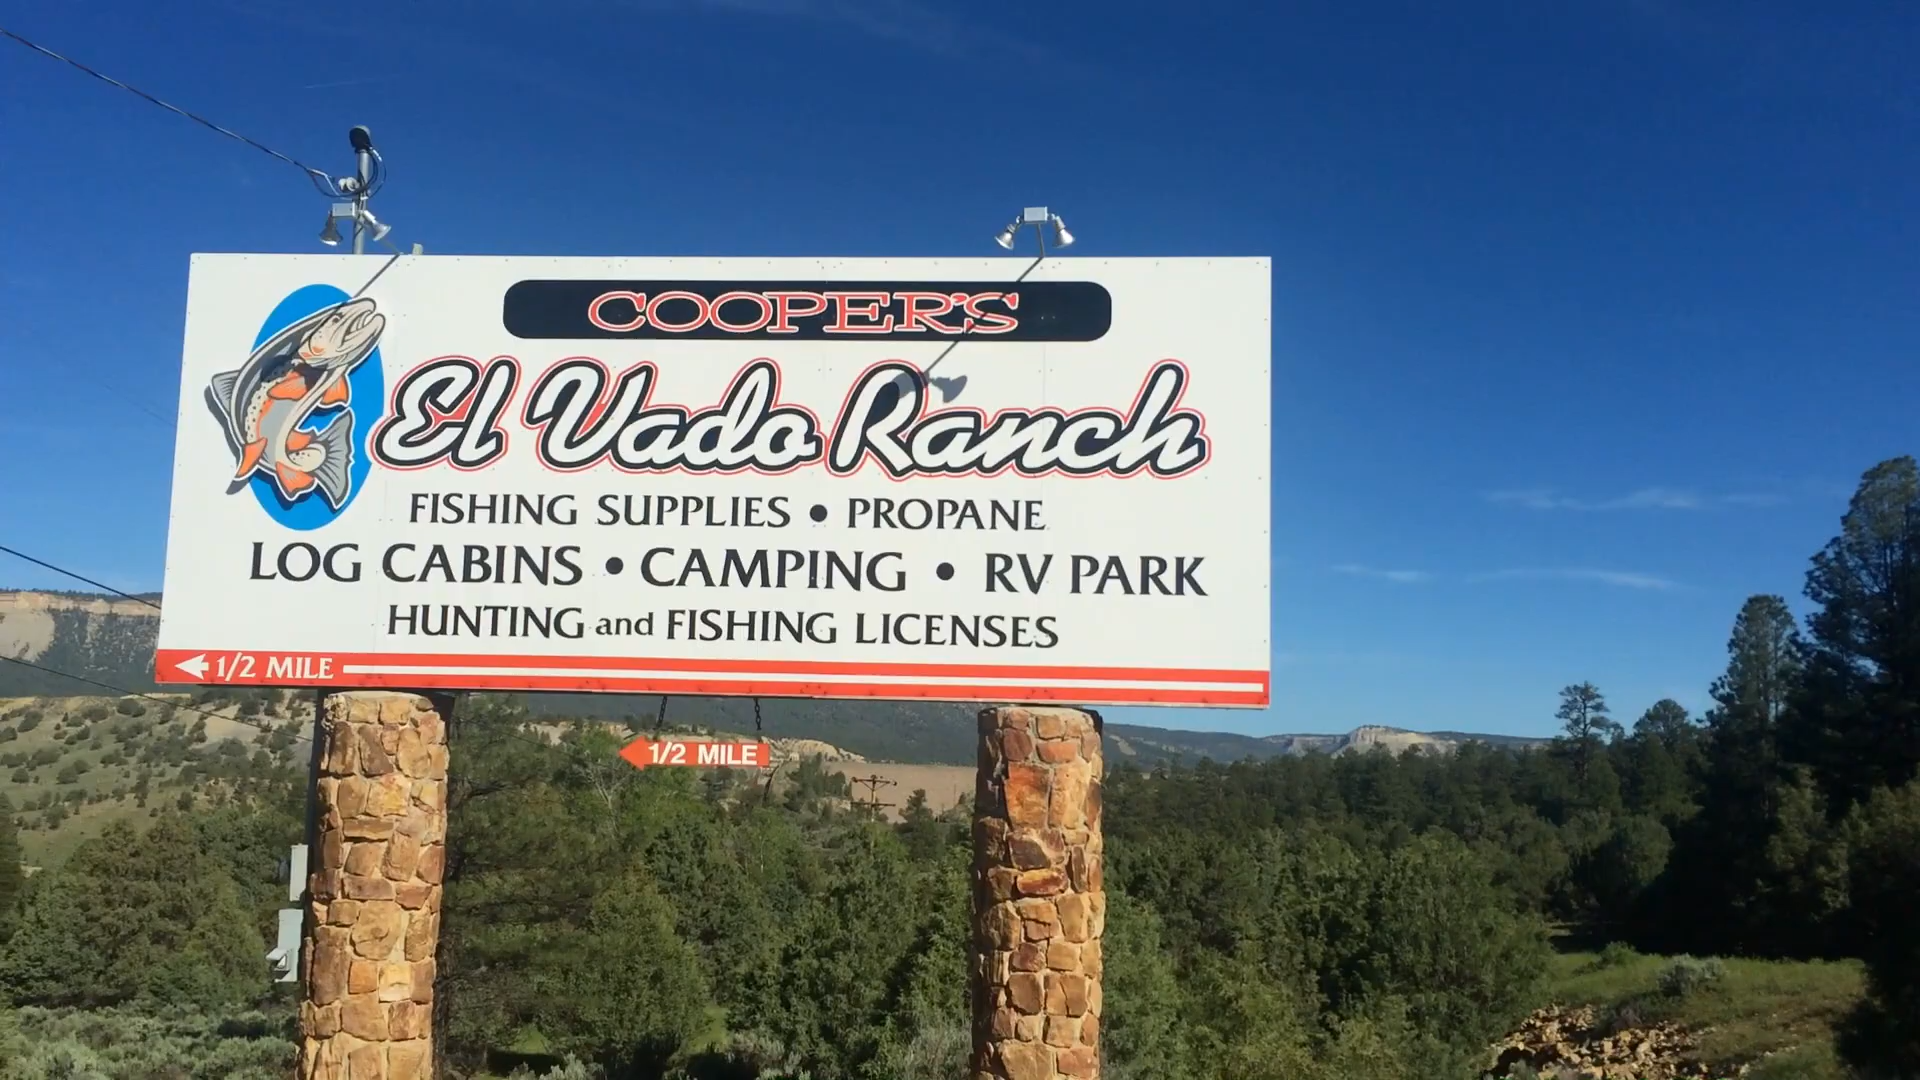 COOPER'S
El Vado Ranch
FISHING SUPPLIES • PROPANE
LOG CABINS • CAMPING • RV PARK
HUNTING and FISHING LICENSES
1/2 MILE
1/2 MILE